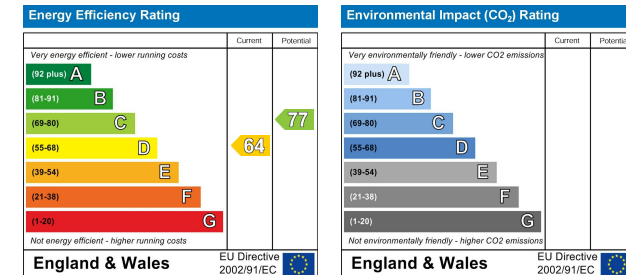 Energy Efficiency Rating
Current Potential
Very energy efficient - lower running costs
(92 plus) A
(81-91) B
(69-80) C
77
(55-68) D
64
(39-54) E
(21-38) F
(1-20) G
Not energy efficient - higher running costs
England & Wales
EU Directive
2002/91/EC
Environmental Impact (CO₂) Rating
Current Potential
Very environmentally friendly - lower CO2 emissions
(92 plus) A
(81-91) B
(69-80) C
(55-68) D
(39-54) E
(21-38) F
(1-20) G
Not environmentally friendly - higher CO2 emissions
England & Wales
EU Directive
2002/91/EC